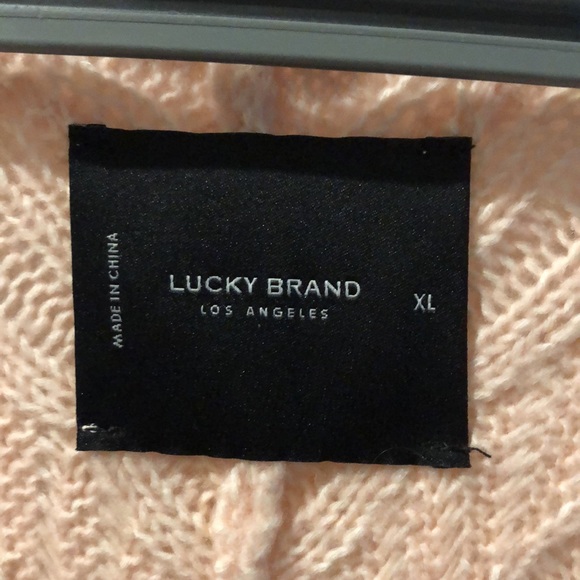 MADE IN CHINA
LUCKY BRAND
LOS ANGELES
XL